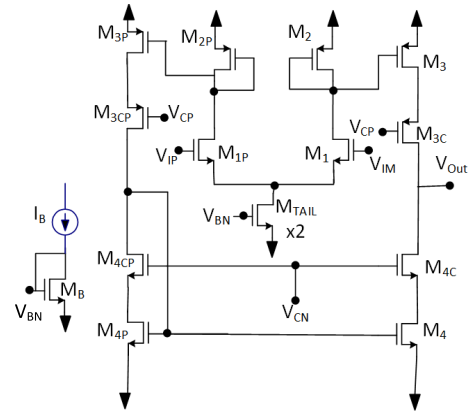 M3P
M2P
M2
M3
M3CP
VCP
VCP
M3C
VIP
M1P
M1
VIM
VOut
IB
VBN
MTAIL
x2
M4CP
M4C
MB
VBN
VCN
M4P
M4